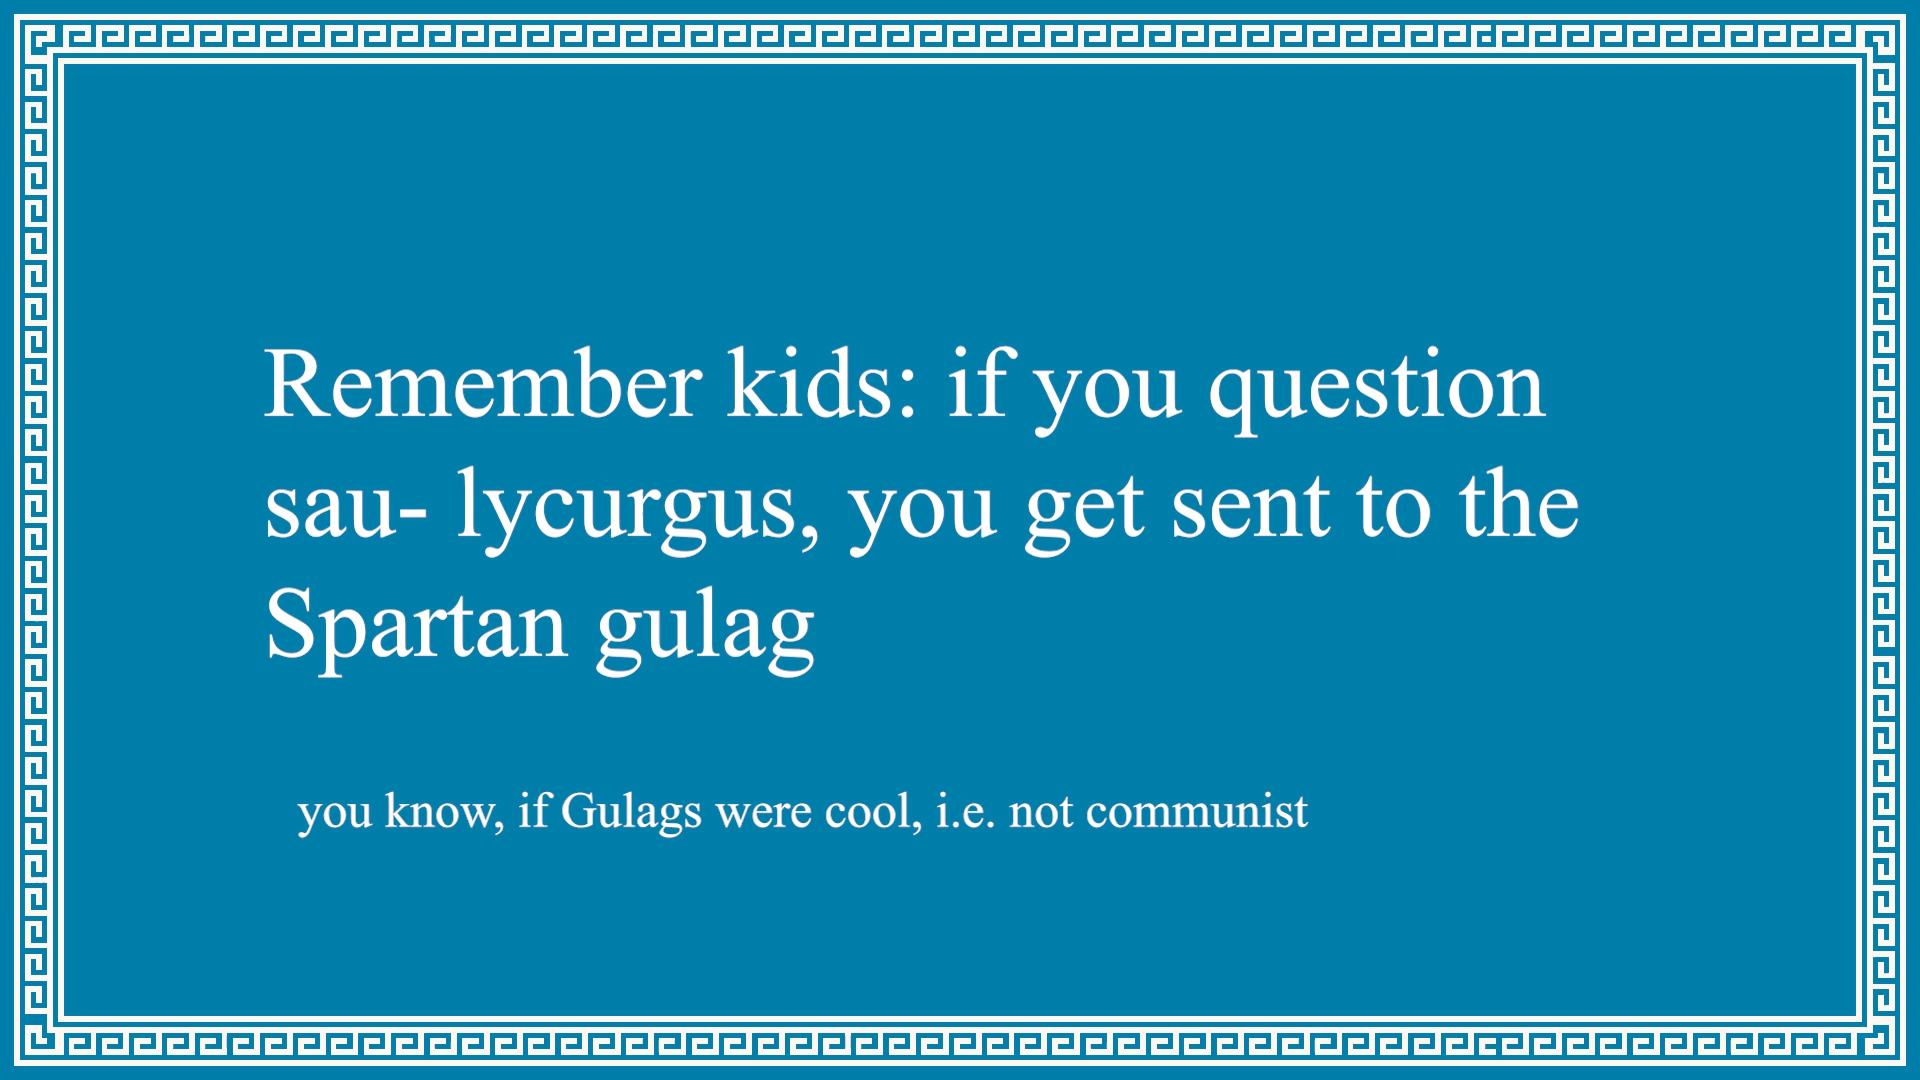 Remember kids: if you question
sau- lycurgus, you get sent to the
Spartan gulag
you know, if Gulags were cool, i.e. not communist